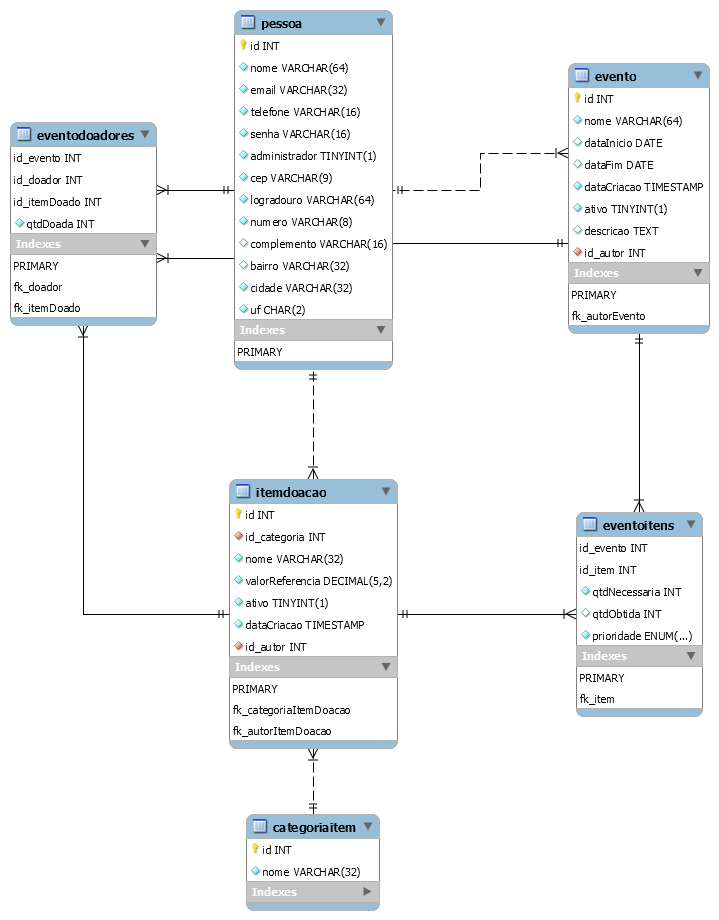 pessoa
id INT
nome VARCHAR(64)
email VARCHAR(32)
telefone VARCHAR(16)
senha VARCHAR(16)
administrador TINYINT(1)
cep VARCHAR(9)
logradouro VARCHAR(64)
numero VARCHAR(8)
complemento VARCHAR(16)
bairro VARCHAR(32)
cidade VARCHAR(32)
uf CHAR(2)
Indexes
PRIMARY
evento
id INT
nome VARCHAR(64)
dataInicio DATE
dataFim DATE
dataCriacao TIMESTAMP
ativo TINYINT(1)
descricao TEXT
id_autor INT
Indexes
PRIMARY
fk_autorEvento
eventodoadores
id_evento INT
id_doador INT
id_itemDoado INT
qtdDoada INT
Indexes
PRIMARY
fk_doador
fk_itemDoado
itemdoacao
id INT
id_categoria INT
nome VARCHAR(32)
valorReferencia DECIMAL(5,2)
ativo TINYINT(1)
dataCriacao TIMESTAMP
id_autor INT
Indexes
PRIMARY
fk_categoriaItemDoacao
fk_autorItemDoacao
eventoitens
id_evento INT
id_item INT
qtdNecessaria INT
qtdObtida INT
prioridade ENUM(...)
Indexes
PRIMARY
fk_item
categoriaitem
id INT
nome VARCHAR(32)
Indexes